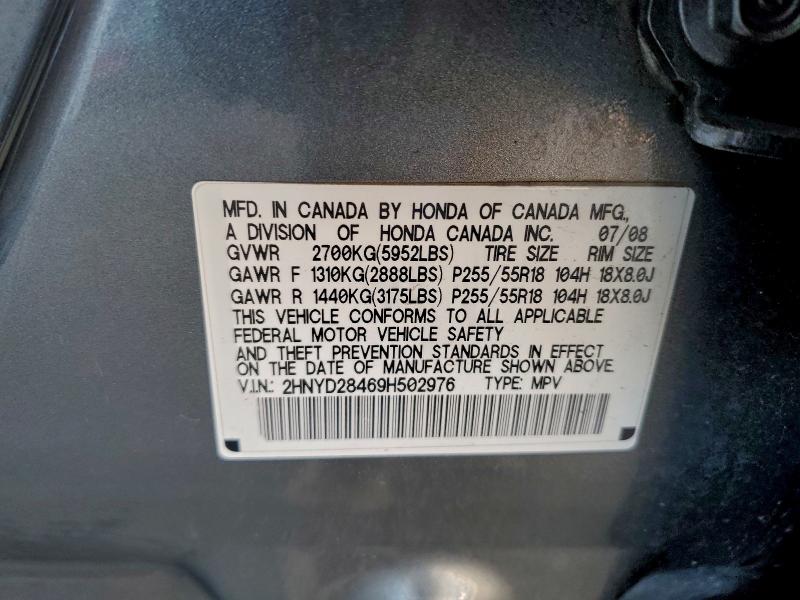 MFD. IN CANADA BY HONDA OF CANADA MFG.,
A DIVISION OF HONDA CANADA INC. 07/08
GVWR 2700KG(5952LBS) TIRE SIZE RIM SIZE
GAWR F 1310KG(2888LBS) P255/55R18 104H 18X8.0J
GAWR R 1440KG(3175LBS) P255/55R18 104H 18X8.0J
THIS VEHICLE CONFORMS TO ALL APPLICABLE
FEDERAL MOTOR VEHICLE SAFETY
AND THEFT PREVENTION STANDARDS IN EFFECT
ON THE DATE OF MANUFACTURE SHOWN ABOVE.
V.I.N.: 2HNYD28469H502976 TYPE: MPV